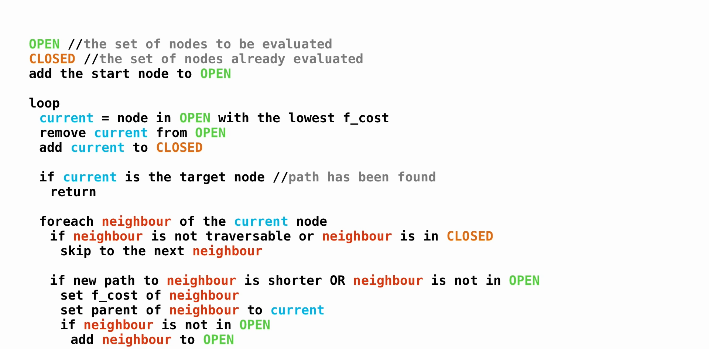 OPEN //the set of nodes to be evaluated
CLOSED //the set of nodes already evaluated
add the start node to OPEN

loop
  current = node in OPEN with the lowest f_cost
  remove current from OPEN
  add current to CLOSED

  if current is the target node //path has been found
    return

  foreach neighbour of the current node
    if neighbour is not traversable or neighbour is in CLOSED
      skip to the next neighbour

    if new path to neighbour is shorter OR neighbour is not in OPEN
      set f_cost of neighbour
      set parent of neighbour to current
      if neighbour is not in OPEN
        add neighbour to OPEN